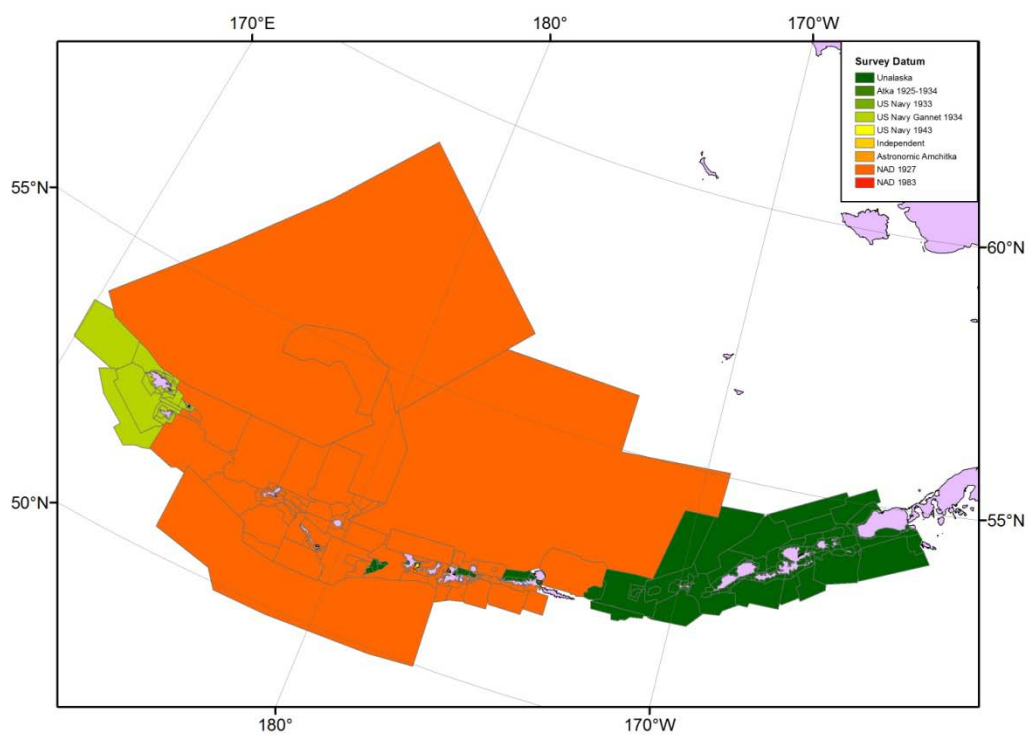 170°E 180° 170°W
Survey Datum
Unalaska
Atka 1925-1934
US Navy 1933
US Navy Gannet 1934
US Navy 1943
Independent
Astronomic Amchitka
NAD 1927
NAD 1983
55°N
60°N
50°N
55°N
180° 170°W